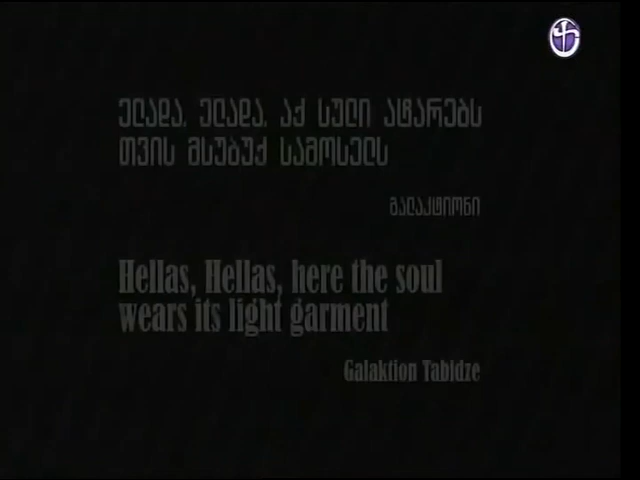 ელადა, ელადა, აქ სული ატარებს
თვის მსუბუქ სამოსელს
გალაკტიონი
Hellas, Hellas, here the soul
wears its light garment
Galaktion Tabidze